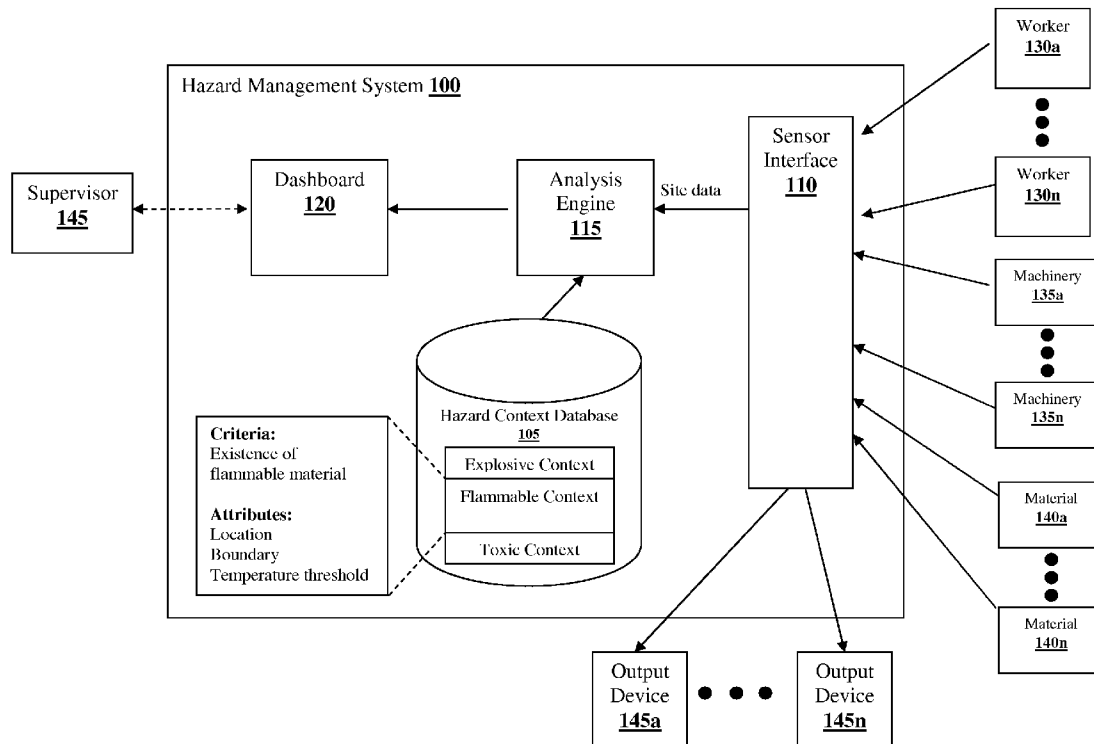 Hazard Management System 100
Supervisor
145
Dashboard
120
Analysis
Engine
115
Site data
Sensor
Interface
110
Worker
130a
Worker
130n
Machinery
135a
Machinery
135n
Material
140a
Material
140n
Hazard Context Database
105
Explosive Context
Flammable Context
Toxic Context
Criteria:
Existence of
flammable material
Attributes:
Location
Boundary
Temperature threshold
Output
Device
145a
Output
Device
145n